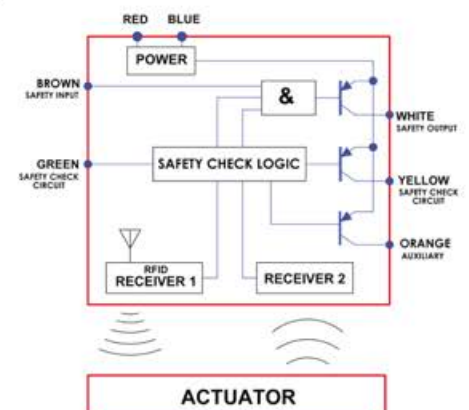 RED BLUE
POWER
BROWN
SAFETY INPUT
&
WHITE
SAFETY OUTPUT
GREEN
SAFETY CHECK
CIRCUIT
SAFETY CHECK LOGIC
YELLOW
SAFETY CHECK
CIRCUIT
ORANGE
AUXILIARY
RFID
RECEIVER 1
RECEIVER 2
ACTUATOR